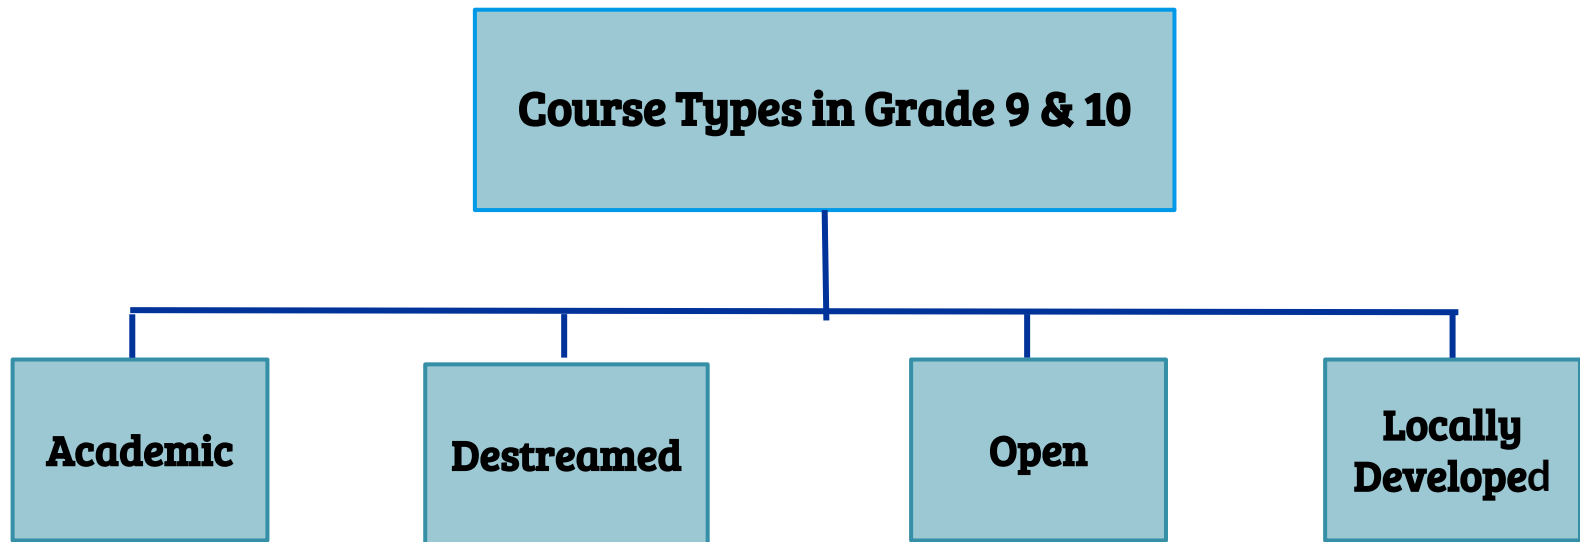 Course Types in Grade 9 & 10
Academic
Destreamed
Open
Locally
Developed